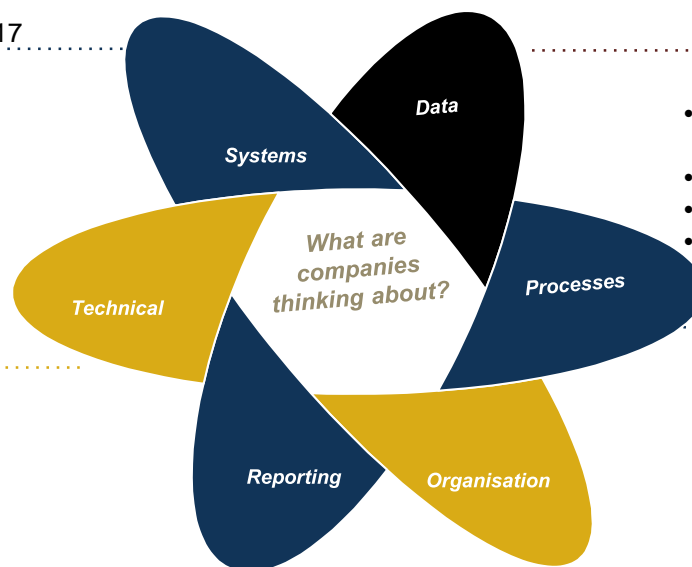 17
Data
Systems
What are
companies
thinking about?
Processes
Technical
Reporting
Organisation